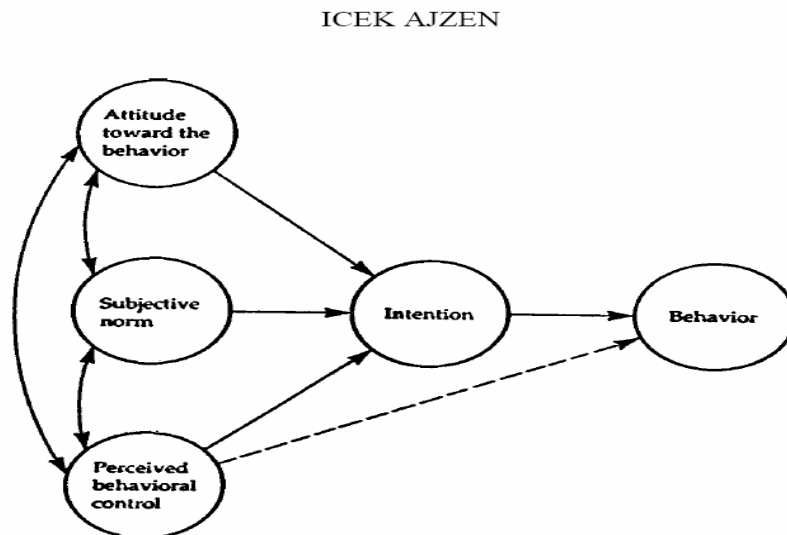 ICEK AJZEN
Attitude
toward the
behavior
Subjective
norm
Intention
Behavior
Perceived
behavioral
control